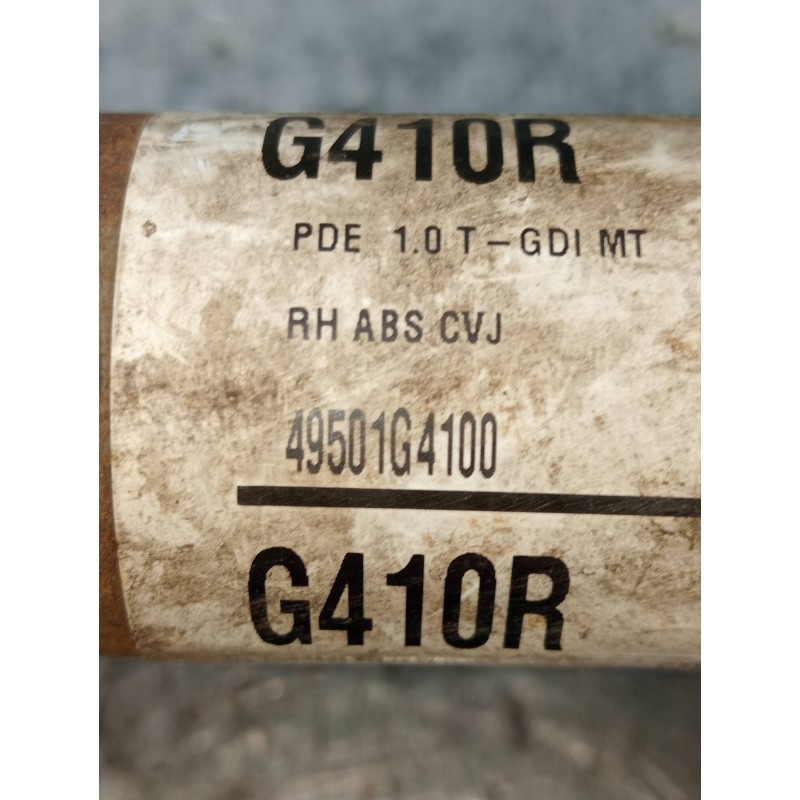 G410R
PDE 1.0 T-GDI MT
RH ABS CVJ
49501G4100
G410R